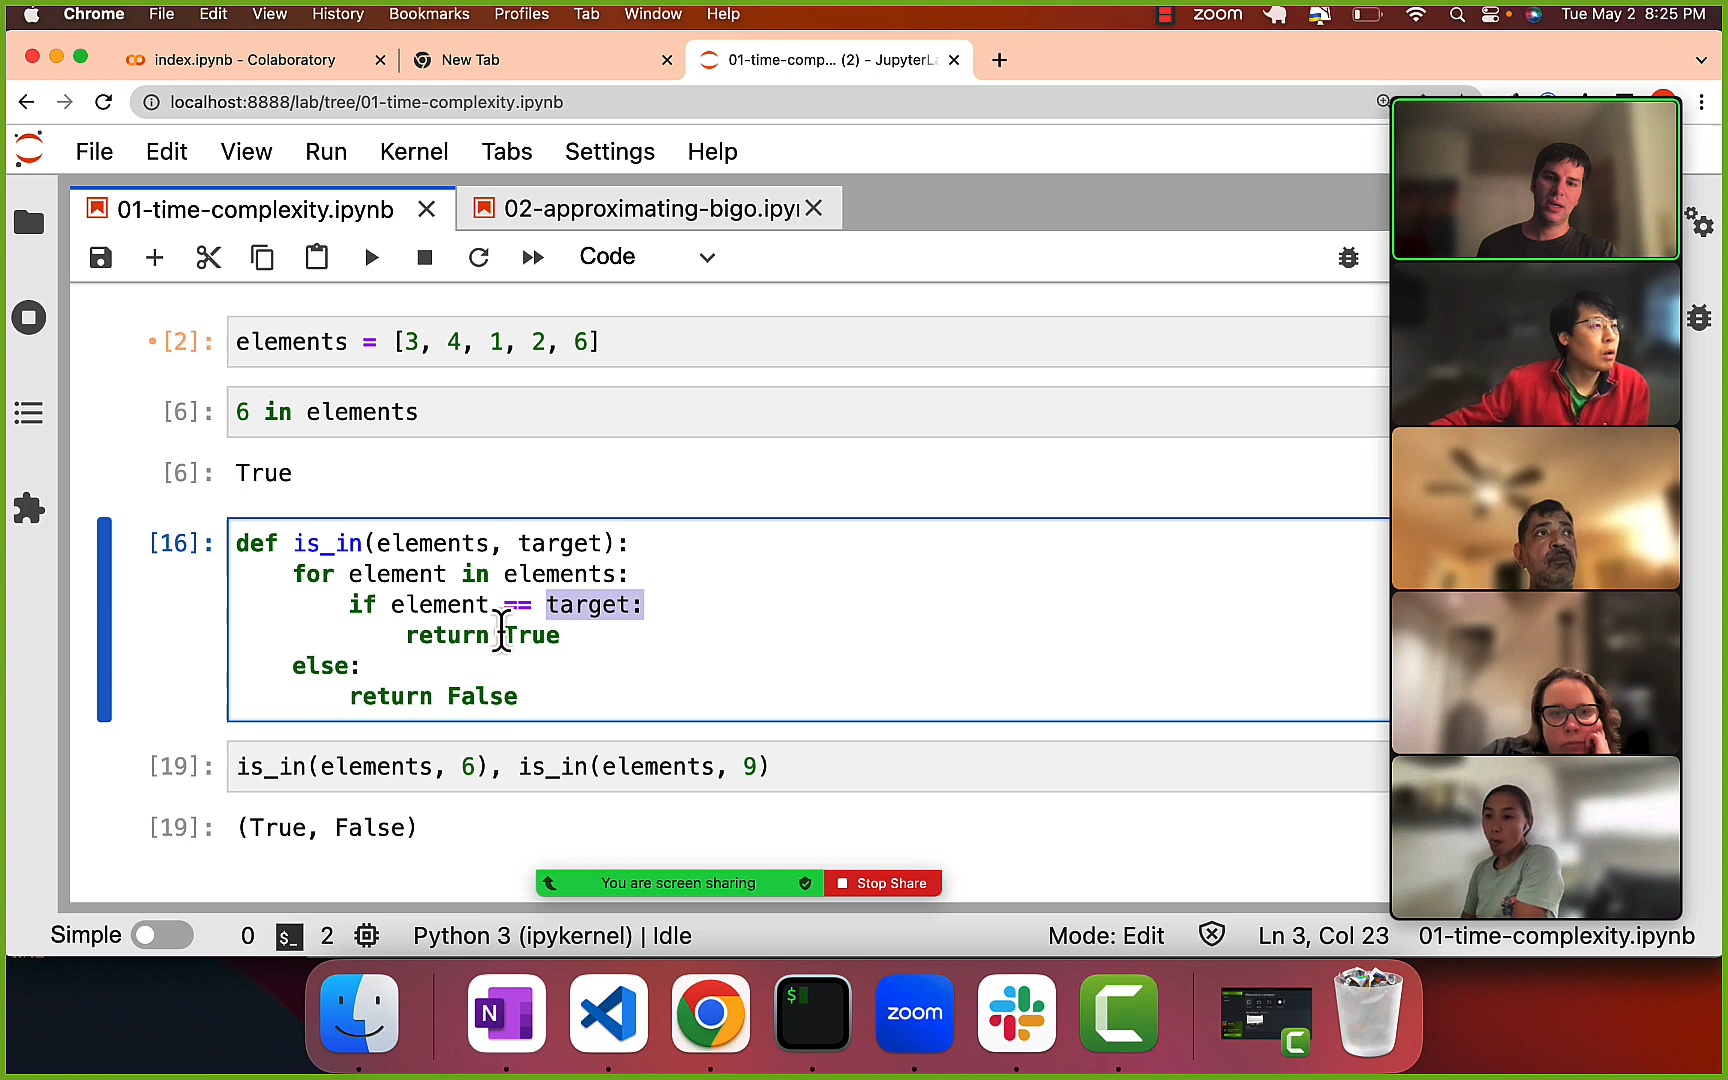 Chrome File Edit View History Bookmarks Profiles Tab Window Help zoom Tue May 2 8:25 PM
index.ipynb - Colaboratory New Tab 01-time-comp... (2) - JupyterLa
localhost:8888/lab/tree/01-time-complexity.ipynb
File Edit View Run Kernel Tabs Settings Help
01-time-complexity.ipynb 02-approximating-bigo.ipyn
Code
[2]: elements = [3, 4, 1, 2, 6]
[6]: 6 in elements
[6]: True
[16]: def is_in(elements, target):
for element in elements:
if element == target:
return True
else:
return False
[19]: is_in(elements, 6), is_in(elements, 9)
[19]: (True, False)
You are screen sharing Stop Share
Simple 0 $_ 2 Python 3 (ipykernel) | Idle Mode: Edit Ln 3, Col 23 01-time-complexity.ipynb
N $ zoom C